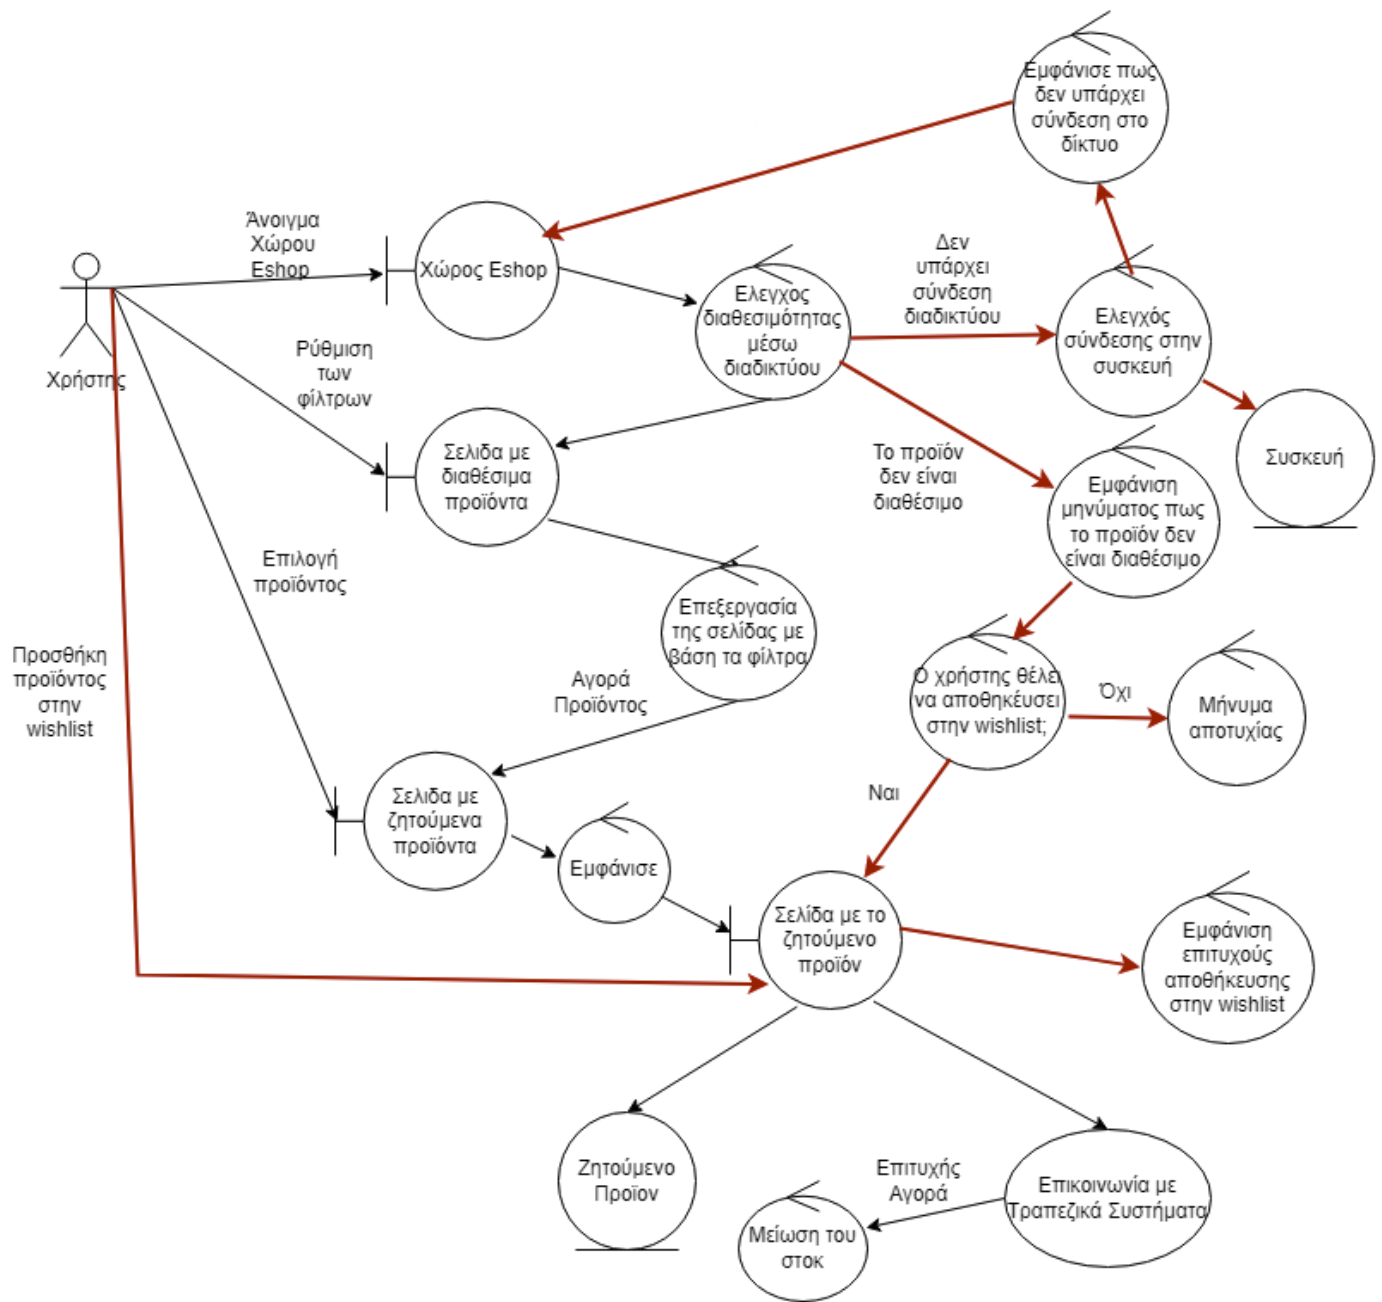 Εμφάνισε πως
δεν υπάρχει
σύνδεση στο
δίκτυο
Άνοιγμα
Χώρου
Eshop
Χώρος Eshop
Δεν
υπάρχει
σύνδεση
διαδικτύου
Ελεγχος
διαθεσιμότητας
μέσω
διαδικτύου
Ελεγχός
σύνδεσης στην
συσκευή
Χρήστης
Ρύθμιση
των
φίλτρων
Συσκευή
Σελιδα με
διαθέσιμα
προϊόντα
Το προϊόν
δεν είναι
διαθέσιμο
Εμφάνιση
μηνύματος πως
το προϊόν δεν
είναι διαθέσιμο
Επιλογή
προϊόντος
Επεξεργασία
της σελίδας με
βάση τα φίλτρα
Προσθήκη
προϊόντος
στην
wishlist
Αγορά
Προϊόντος
Ο χρήστης θέλει
να αποθηκέυσει
στην wishlist;
Όχι
Μήνυμα
αποτυχίας
Ναι
Σελιδα με
ζητούμενα
προϊόντα
Εμφάνισε
Σελίδα με το
ζητούμενο
προϊόν
Εμφάνιση
επιτυχούς
αποθήκευσης
στην wishlist
Ζητούμενο
Προϊον
Επιτυχής
Αγορά
Επικοινωνία με
Τραπεζικά Συστήματα
Μείωση του
στοκ